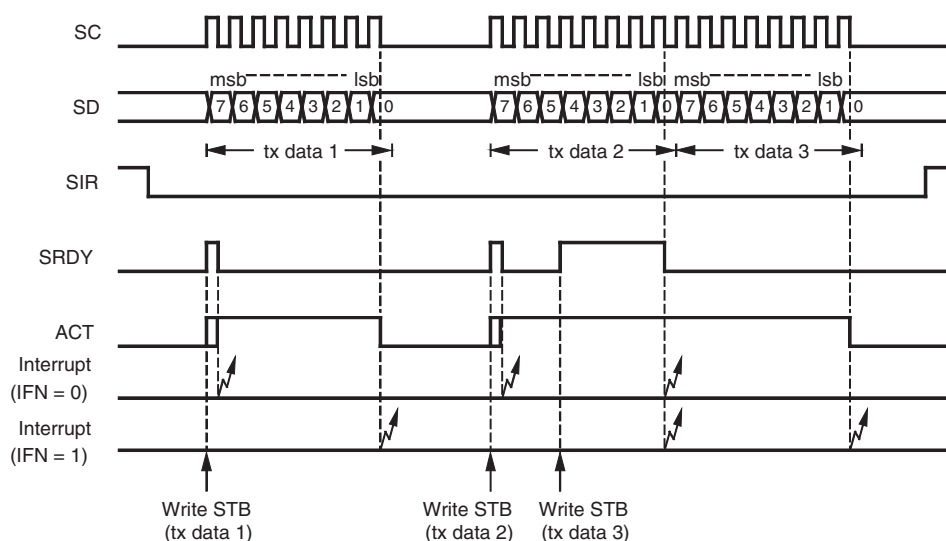 SC
msb lsb msb lsb msb lsb
SD 7 6 5 4 3 2 1 0 7 6 5 4 3 2 1 0 7 6 5 4 3 2 1 0
tx data 1 tx data 2 tx data 3
SIR
SRDY
ACT
Interrupt
(IFN = 0)
Interrupt
(IFN = 1)
Write STB Write STB Write STB
(tx data 1) (tx data 2) (tx data 3)